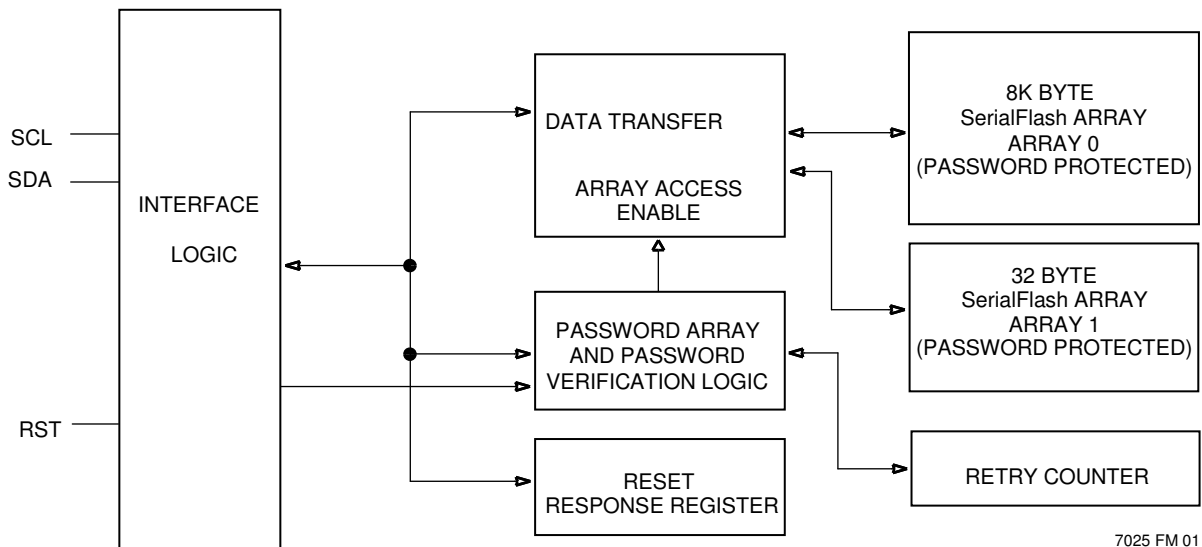 SCL
SDA
RST
INTERFACE
LOGIC
DATA TRANSFER
ARRAY ACCESS
ENABLE
PASSWORD ARRAY
AND PASSWORD
VERIFICATION LOGIC
RESET
RESPONSE REGISTER
8K BYTE
SerialFlash ARRAY
ARRAY 0
(PASSWORD PROTECTED)
32 BYTE
SerialFlash ARRAY
ARRAY 1
(PASSWORD PROTECTED)
RETRY COUNTER
7025 FM 01